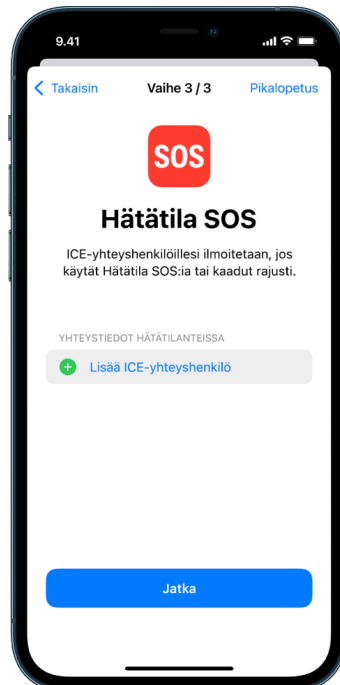 9.41
Takaisin Vaihe 3 / 3 Pikalopetus
SOS
Hätätila SOS
ICE-yhteyshenkilöillesi ilmoitetaan, jos
käytät Hätätila SOS:ia tai kaadut rajusti.
YHTEYSTIEDOT HÄTÄTILANTEISSA
Lisää ICE-yhteyshenkilö
Jatka